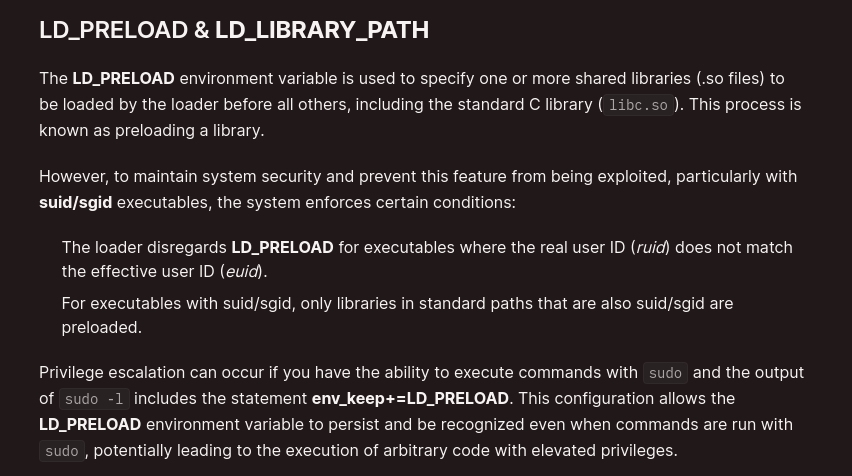 LD_PRELOAD & LD_LIBRARY_PATH
The LD_PRELOAD environment variable is used to specify one or more shared libraries (.so files) to
be loaded by the loader before all others, including the standard C library ( libc.so ). This process is
known as preloading a library.
However, to maintain system security and prevent this feature from being exploited, particularly with
suid/sgid executables, the system enforces certain conditions:
The loader disregards LD_PRELOAD for executables where the real user ID (ruid) does not match
the effective user ID (euid).
For executables with suid/sgid, only libraries in standard paths that are also suid/sgid are
preloaded.
Privilege escalation can occur if you have the ability to execute commands with sudo and the output
of sudo -l includes the statement env_keep+=LD_PRELOAD. This configuration allows the
LD_PRELOAD environment variable to persist and be recognized even when commands are run with
sudo , potentially leading to the execution of arbitrary code with elevated privileges.